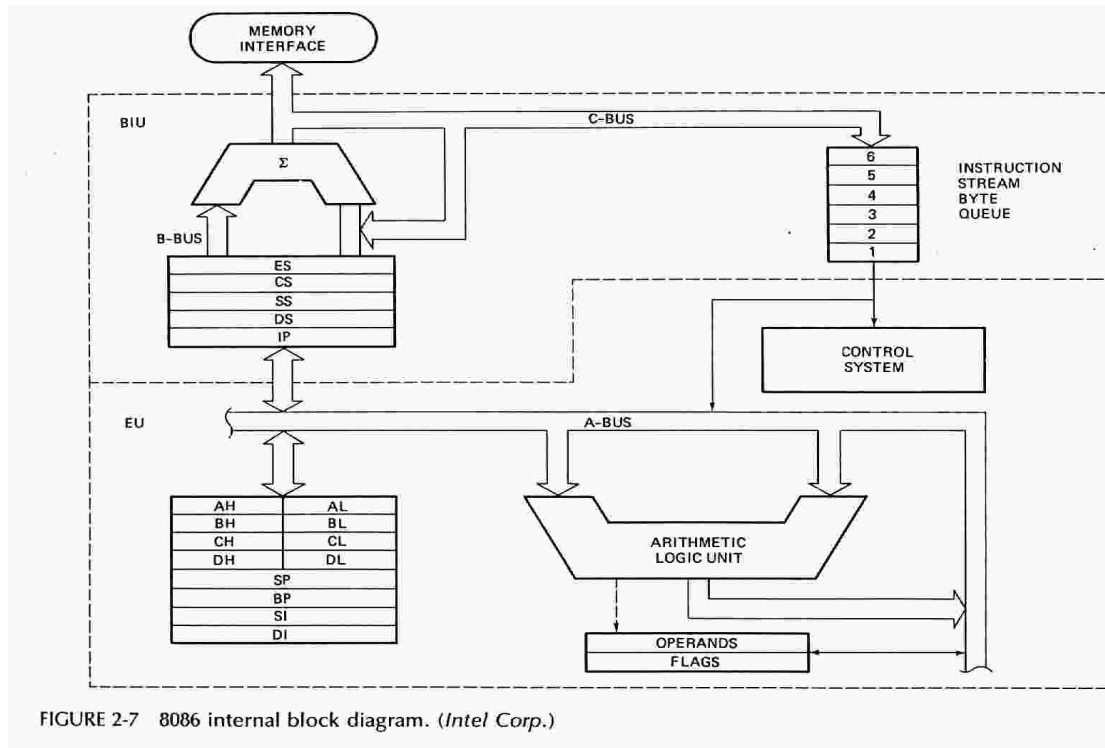 MEMORY
INTERFACE
BIU
C-BUS
Σ
B-BUS
6
5
4
3
2
1
INSTRUCTION
STREAM
BYTE
QUEUE
ES
CS
SS
DS
IP
CONTROL
SYSTEM
EU
A-BUS
AH AL
BH BL
CH CL
DH DL
SP
BP
SI
DI
ARITHMETIC
LOGIC UNIT
OPERANDS
FLAGS
FIGURE 2-7 8086 internal block diagram. (Intel Corp.)